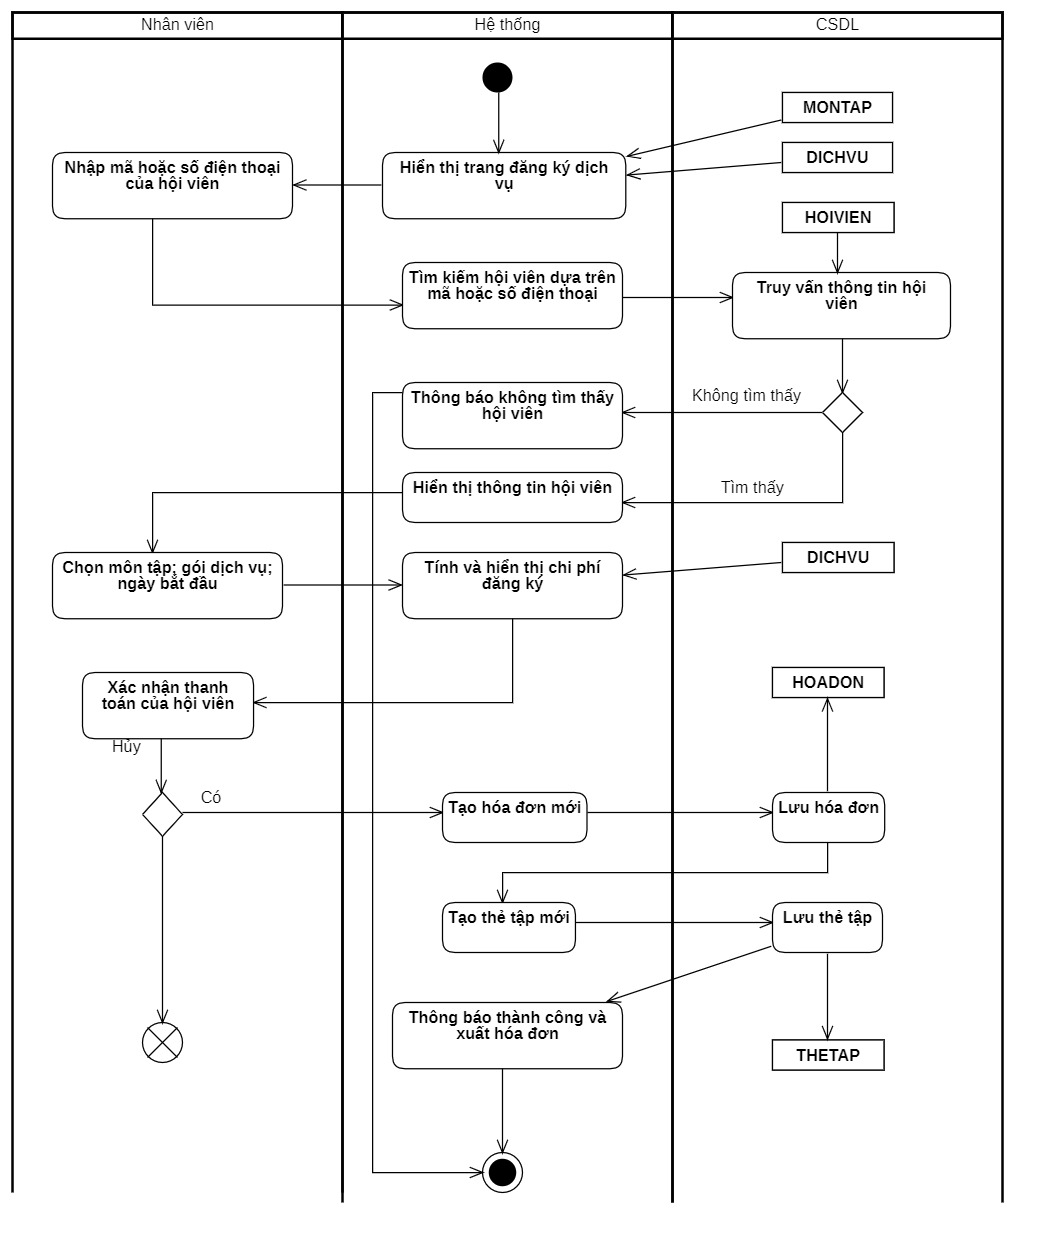 Nhân viên
Hệ thống
CSDL
MONTAP
Nhập mã hoặc số điện thoại
của hội viên
Hiển thị trang đăng ký dịch
vụ
DICHVU
HOIVIEN
Tìm kiếm hội viên dựa trên
mã hoặc số điện thoại
Truy vấn thông tin hội
viên
Thông báo không tìm thấy
hội viên
Không tìm thấy
Hiển thị thông tin hội viên
Tìm thấy
Chọn môn tập; gói dịch vụ;
ngày bắt đầu
Tính và hiển thị chi phí
đăng ký
DICHVU
Xác nhận thanh
toán của hội viên
HOADON
Hủy
Có
Tạo hóa đơn mới
Lưu hóa đơn
Tạo thẻ tập mới
Lưu thẻ tập
Thông báo thành công và
xuất hóa đơn
THETAP